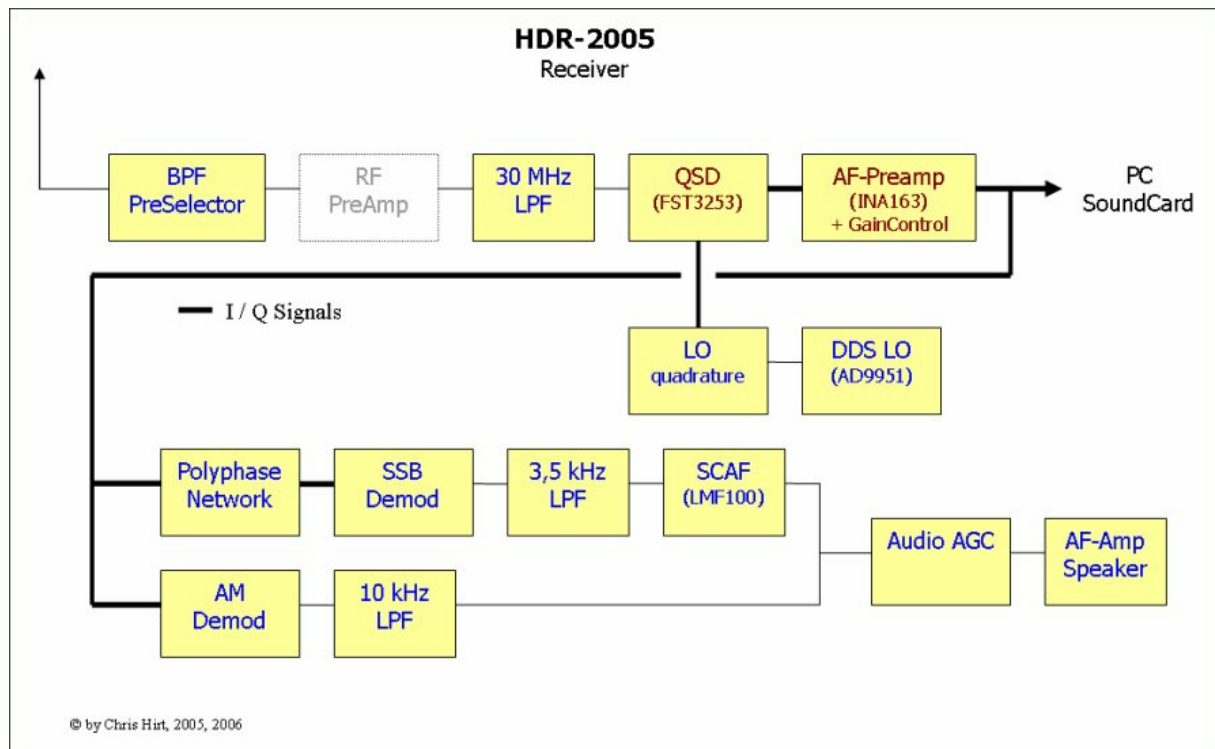 HDR-2005
Receiver
BPF
PreSelector
RF
PreAmp
30 MHz
LPF
QSD
(FST3253)
AF-Preamp
(INA163)
+ GainControl
PC
SoundCard
I / Q Signals
LO
quadrature
DDS LO
(AD9951)
Polyphase
Network
SSB
Demod
3,5 kHz
LPF
SCAF
(LMF100)
Audio AGC
AF-Amp
Speaker
AM
Demod
10 kHz
LPF
© by Chris Hirt, 2005, 2006